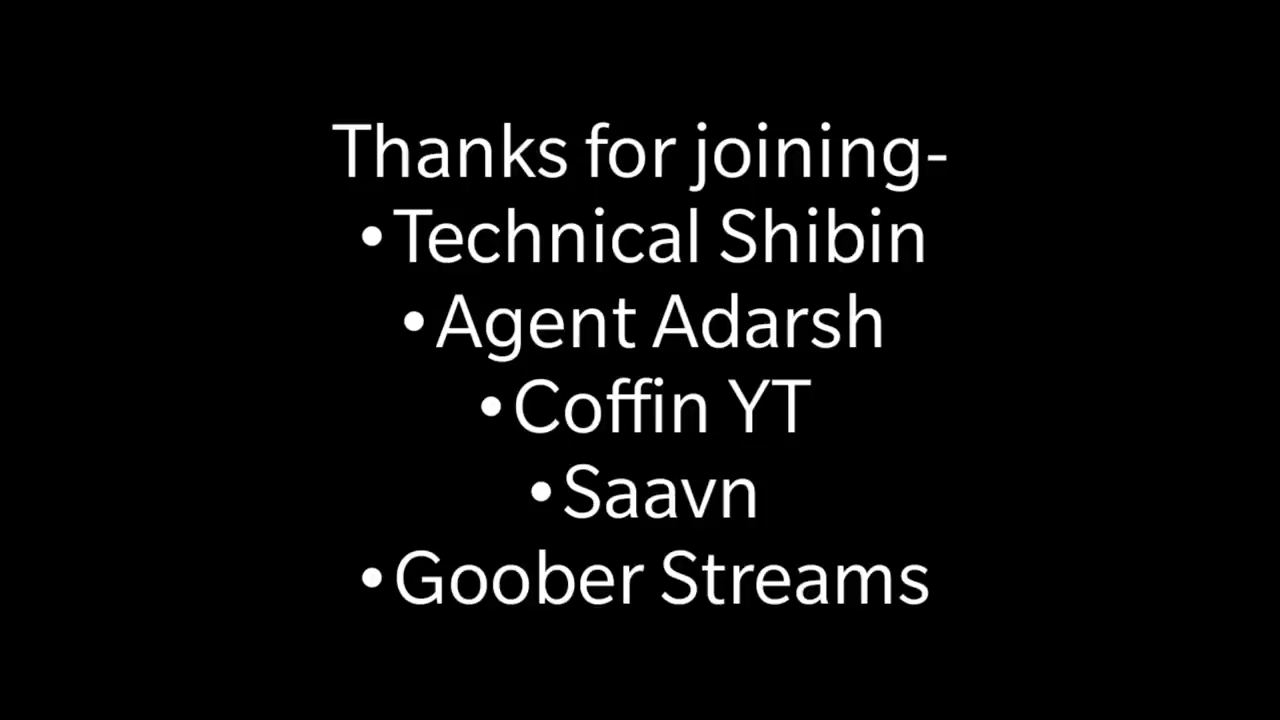 Thanks for joining-
•Technical Shibin
•Agent Adarsh
•Coffin YT
•Saavn
•Goober Streams